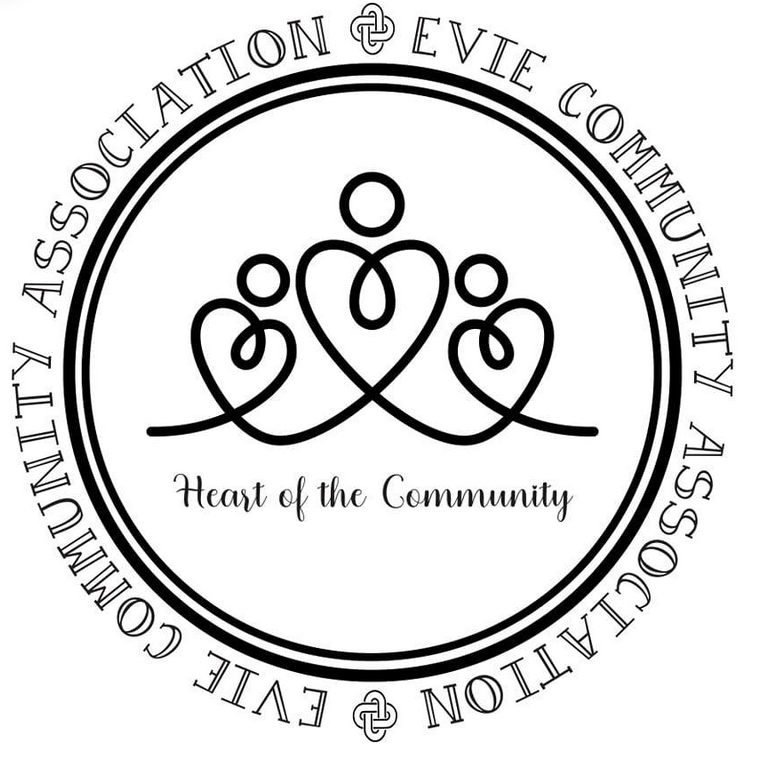 EVIE COMMUNITY ASSOCIATION
EVIE COMMUNITY ASSOCIATION
Heart of the Community